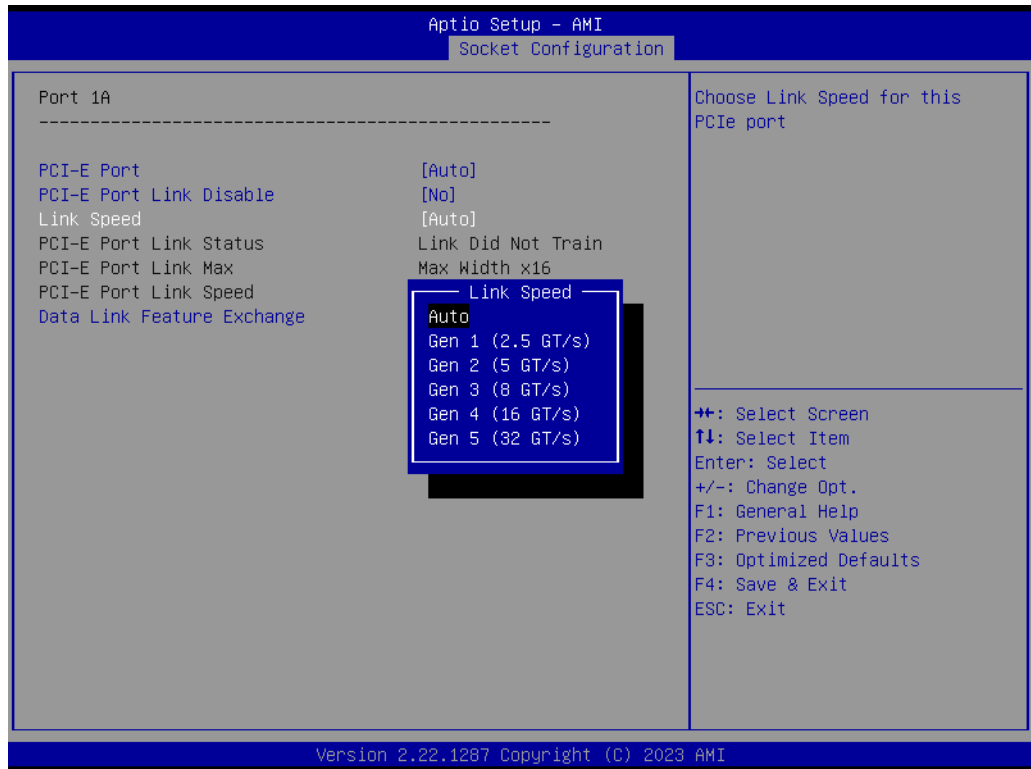 Aptio Setup – AMI
Socket Configuration
Port 1A
--------------------------------------------------
PCI-E Port [Auto]
PCI-E Port Link Disable [No]
Link Speed [Auto]
PCI-E Port Link Status Link Did Not Train
PCI-E Port Link Max Max Width x16
PCI-E Port Link Speed
Data Link Feature Exchange
Link Speed
Auto
Gen 1 (2.5 GT/s)
Gen 2 (5 GT/s)
Gen 3 (8 GT/s)
Gen 4 (16 GT/s)
Gen 5 (32 GT/s)
Choose Link Speed for this
PCIe port
→←: Select Screen
↑↓: Select Item
Enter: Select
+/-: Change Opt.
F1: General Help
F2: Previous Values
F3: Optimized Defaults
F4: Save & Exit
ESC: Exit
Version 2.22.1287 Copyright (C) 2023 AMI